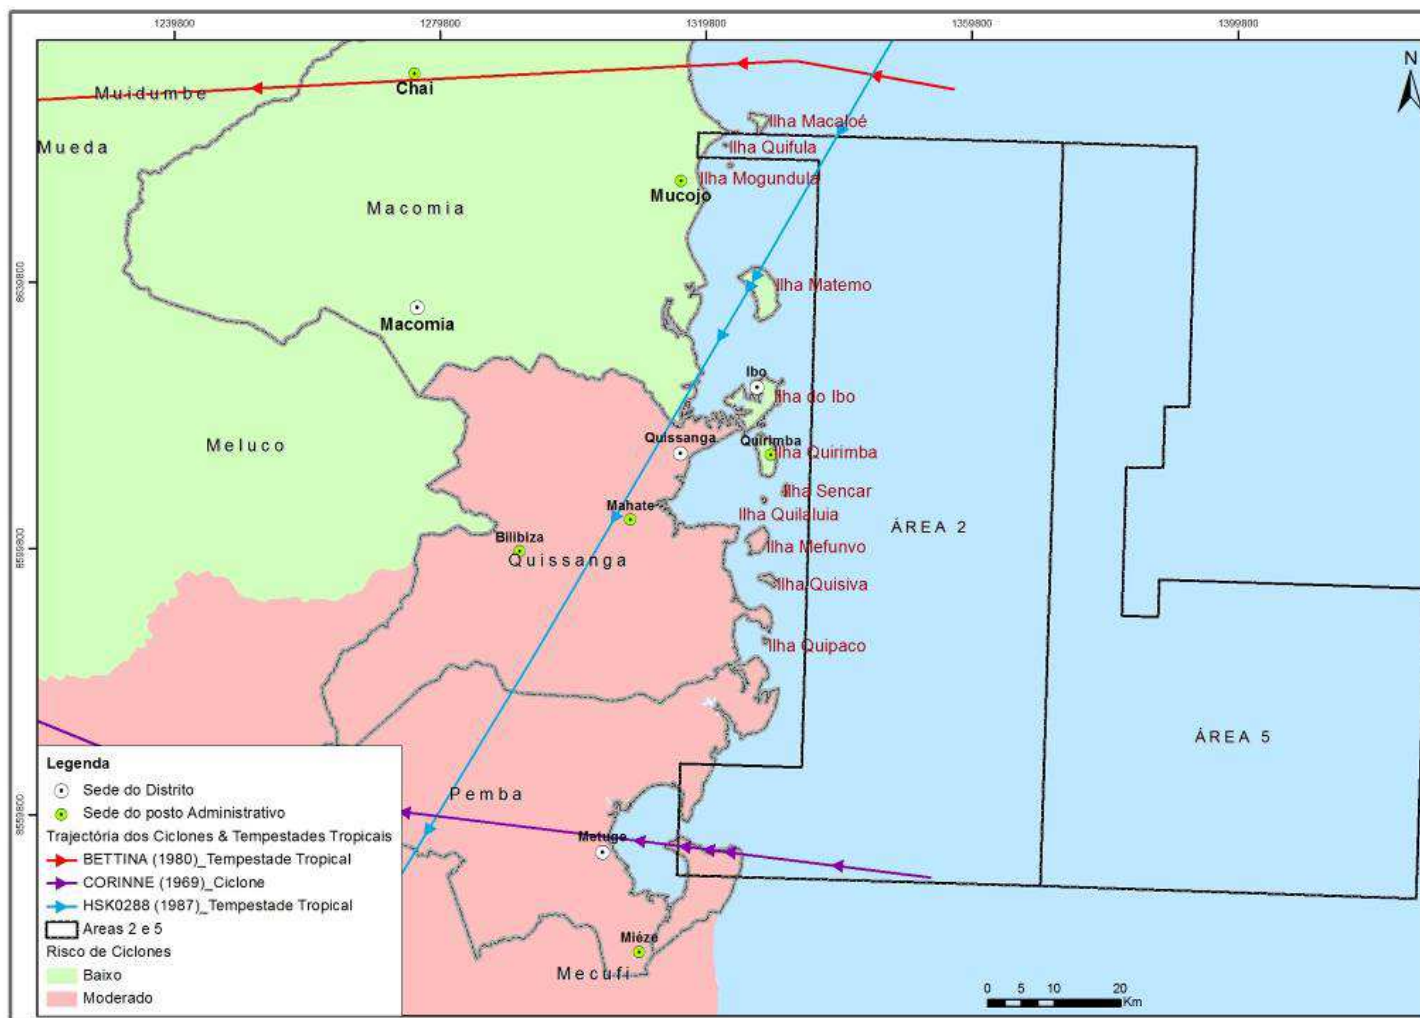 1239800 1279800 1319800 1359800 1399800
N
Chai
Muidumbe
Ilha Macaloé
Mueda
Ilha Quifula
Ilha Mogundula
Mucojo
Macomia
8639800
Ilha Matemo
Macomia
Ibo
Ilha do Ibo
Meluco
Quissanga
Quirimba
Ilha Quirimba
Ilha Sencar
Mahate
Ilha Quilaluia
ÁREA 2
Bilibiza
8599800
Quissanga
Ilha Mefunvo
Ilha Quisiva
Ilha Quipaco
ÁREA 5
Pemba
8559800
Metuge
Miéze
Mecufi
Legenda
Sede do Distrito
Sede do posto Administrativo
Trajectória dos Ciclones & Tempestades Tropicais
BETTINA (1980)_Tempestade Tropical
CORINNE (1969)_Ciclone
HSK0288 (1987)_Tempestade Tropical
Areas 2 e 5
Risco de Ciclones
Baixo
Moderado
0 5 10 20
Km